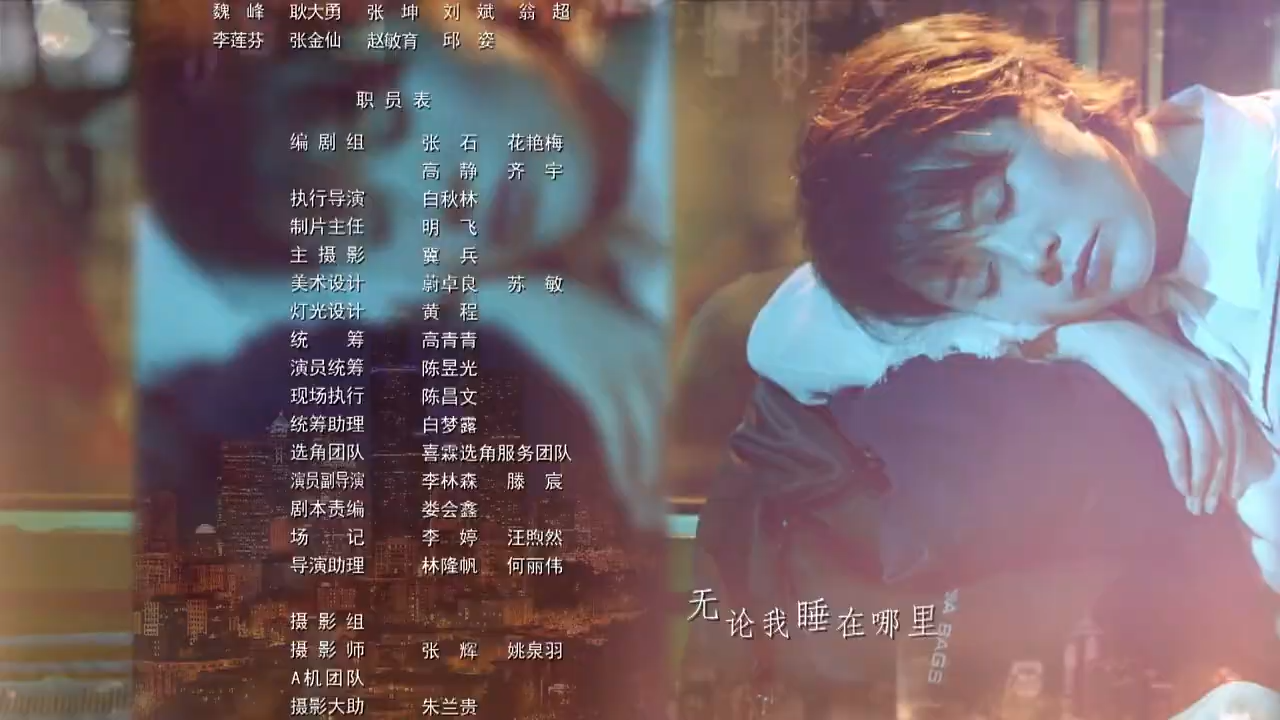 魏 峰 耿大勇 张 坤 刘 斌 翁 超
李莲芬 张金仙 赵敏育 邱 姿
职员表
编剧组 张 石 花艳梅
高 静 齐 宇
执行导演 白秋林
制片主任 明 飞
主摄影 冀 兵
美术设计 蔚卓良 苏 敏
灯光设计 黄 程
统 筹 高青青
演员统筹 陈昱光
现场执行 陈昌文
统筹助理 白梦露
选角团队 喜霖选角服务团队
演员副导演 李林森 滕 宸
剧本责编 娄会鑫
场 记 李 婷 汪煦然
导演助理 林隆帆 何丽伟
摄影组
摄影师 张 辉 姚泉羽
A机团队
摄影大助 朱兰贵
无论我睡在哪里
BAGS